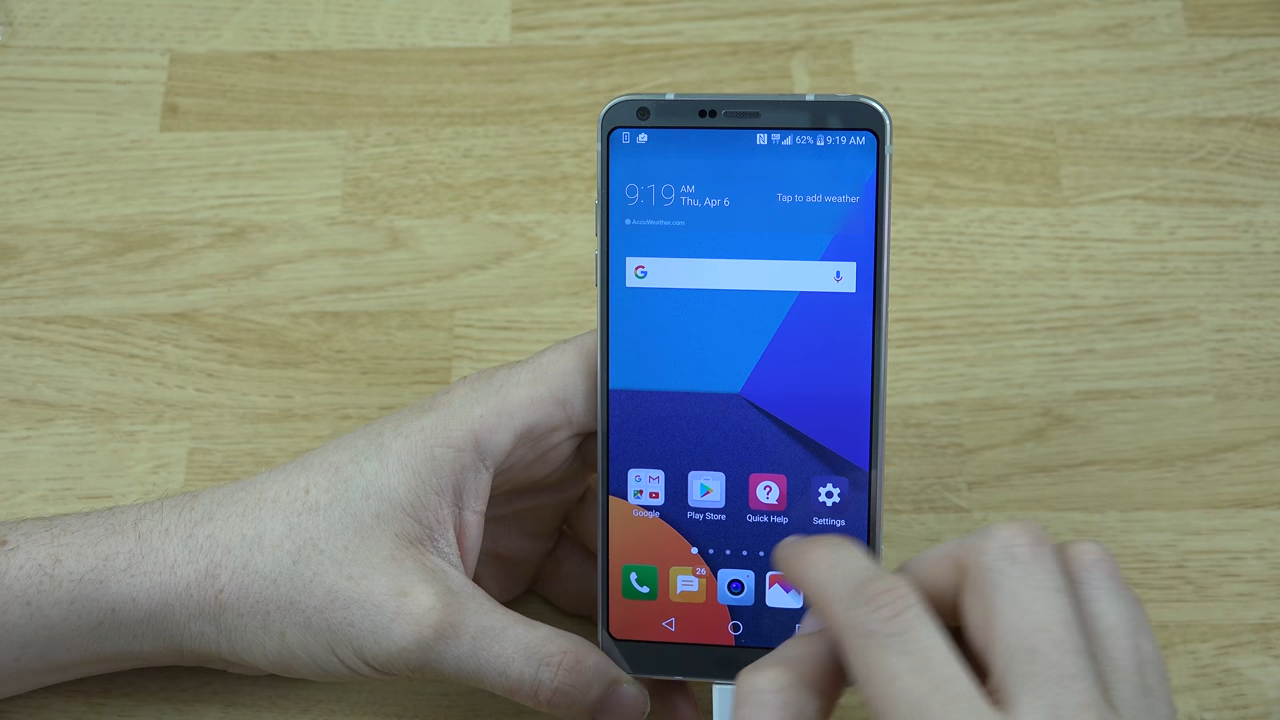 62% 9:19 AM
9:19 AM
Thu, Apr 6
Tap to add weather
AccuWeather.com
G
G
Google
Play Store
Quick Help
Settings
26